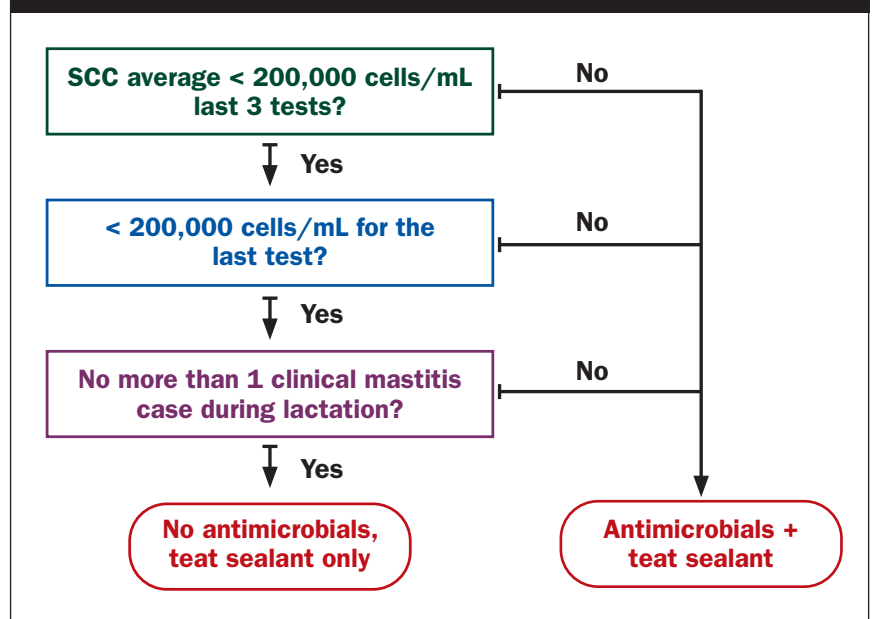 SCC average < 200,000 cells/mL
last 3 tests?
No
Yes
< 200,000 cells/mL for the
last test?
No
Yes
No more than 1 clinical mastitis
case during lactation?
No
Yes
No antimicrobials,
teat sealant only
Antimicrobials +
teat sealant